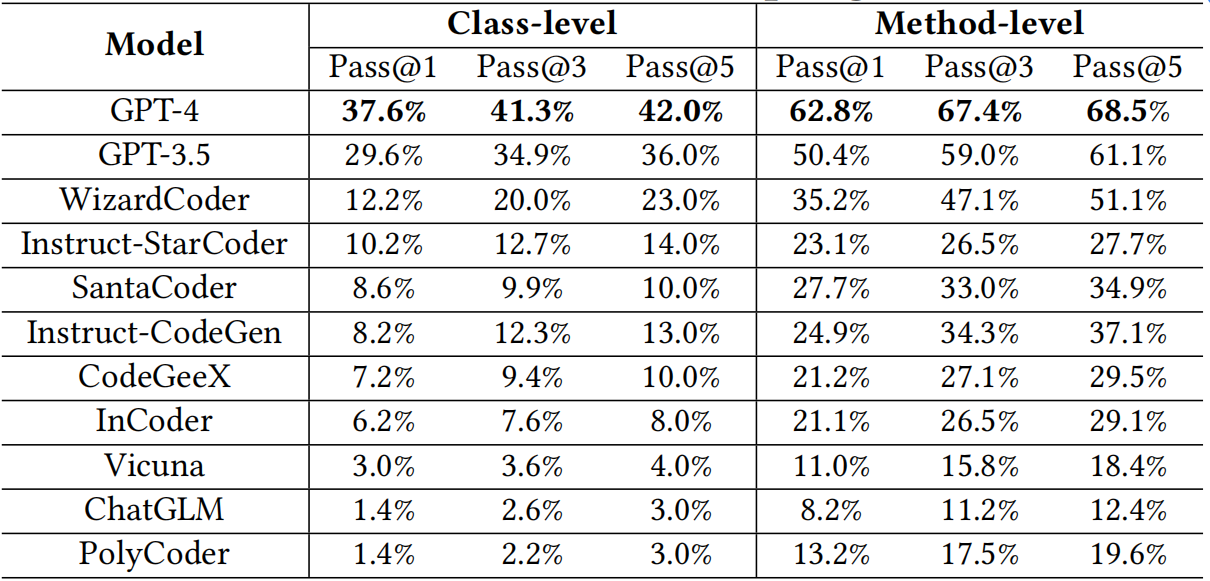 Model Class-level Method-level
Pass@1 Pass@3 Pass@5 Pass@1 Pass@3 Pass@5
GPT-4 37.6% 41.3% 42.0% 62.8% 67.4% 68.5%
GPT-3.5 29.6% 34.9% 36.0% 50.4% 59.0% 61.1%
WizardCoder 12.2% 20.0% 23.0% 35.2% 47.1% 51.1%
Instruct-StarCoder 10.2% 12.7% 14.0% 23.1% 26.5% 27.7%
SantaCoder 8.6% 9.9% 10.0% 27.7% 33.0% 34.9%
Instruct-CodeGen 8.2% 12.3% 13.0% 24.9% 34.3% 37.1%
CodeGeeX 7.2% 9.4% 10.0% 21.2% 27.1% 29.5%
InCoder 6.2% 7.6% 8.0% 21.1% 26.5% 29.1%
Vicuna 3.0% 3.6% 4.0% 11.0% 15.8% 18.4%
ChatGLM 1.4% 2.6% 3.0% 8.2% 11.2% 12.4%
PolyCoder 1.4% 2.2% 3.0% 13.2% 17.5% 19.6%